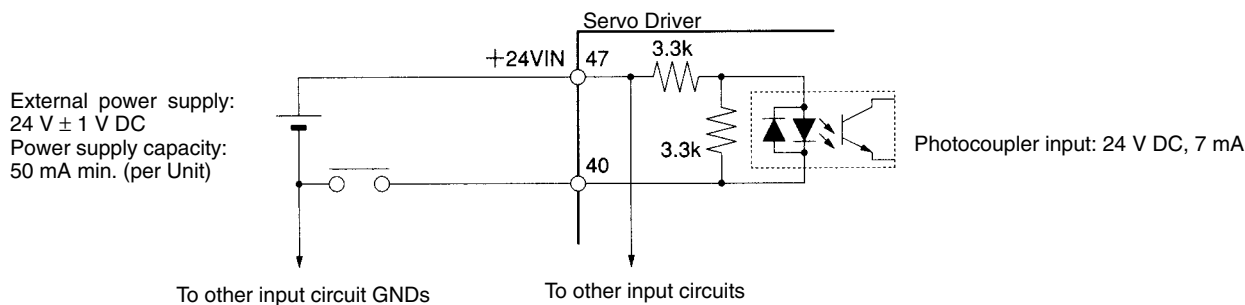 Servo Driver
+24VIN
47
3.3k
External power supply:
24 V ± 1 V DC
Power supply capacity:
50 mA min. (per Unit)
3.3k
Photocoupler input: 24 V DC, 7 mA
40
To other input circuit GNDs
To other input circuits